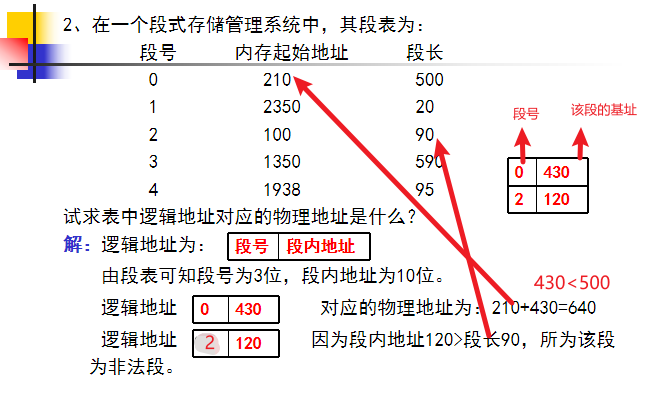 2、在一个段式存储管理系统中，其段表为：
段号 内存起始地址 段长
0 210 500
1 2350 20
2 100 90
3 1350 590
4 1938 95
段号 该段的基址
0 430
2 120
试求表中逻辑地址对应的物理地址是什么？
解：逻辑地址为： 段号 段内地址
由段表可知段号为3位，段内地址为10位。
430<500
逻辑地址 0 430 对应的物理地址为：210+430=640
逻辑地址 2 120 因为段内地址120>段长90，所为该段
为非法段。